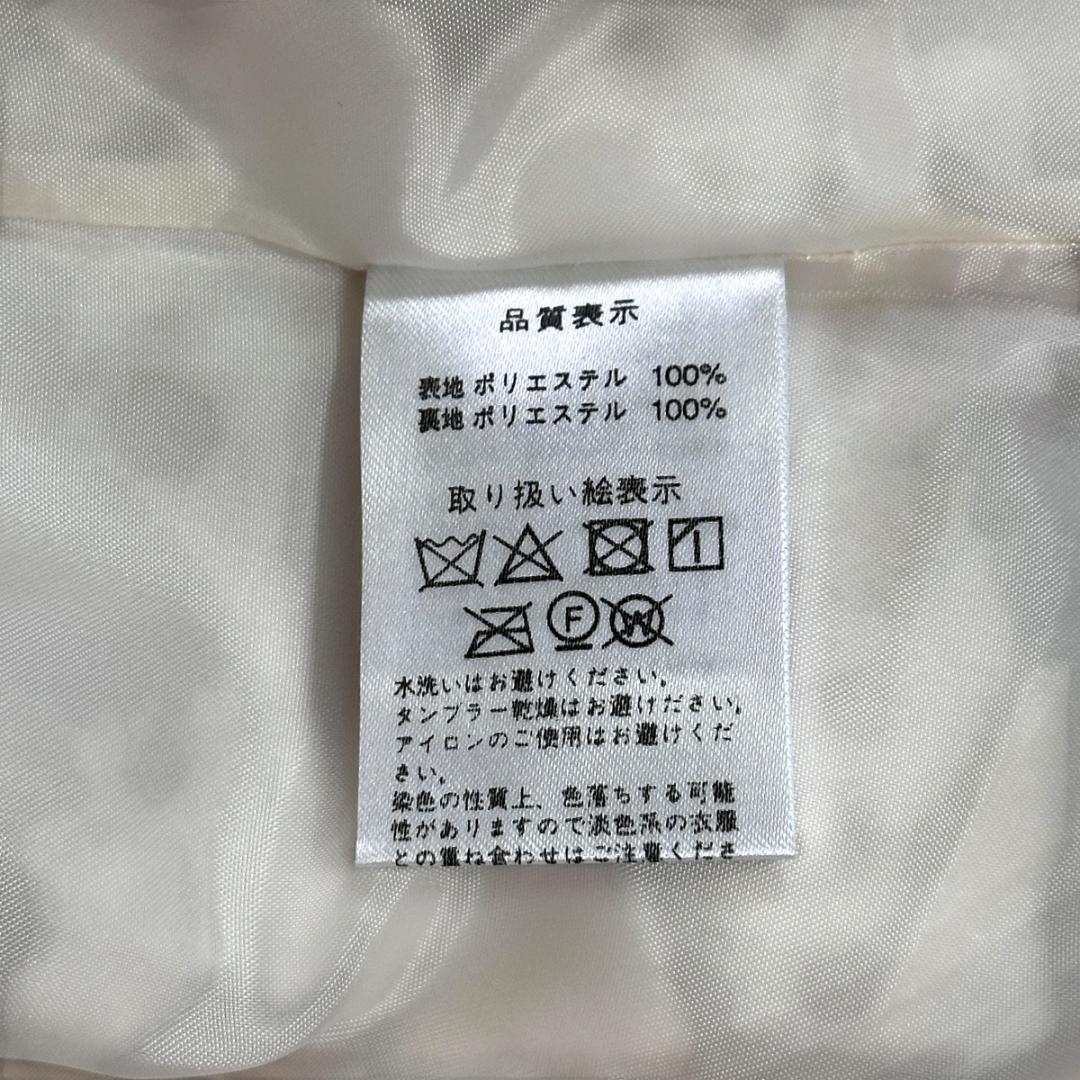 品質表示
表地 ポリエステル 100%
裏地 ポリエステル 100%
取り扱い絵表示
F W
水洗いはお避けください。
タンブラー乾燥はお避けください。
アイロンのご使用はお避けくだ
さい。
染色の性質上、色落ちする可能
性がありますので淡色系の衣服
との重ね合わせはご注意くださ